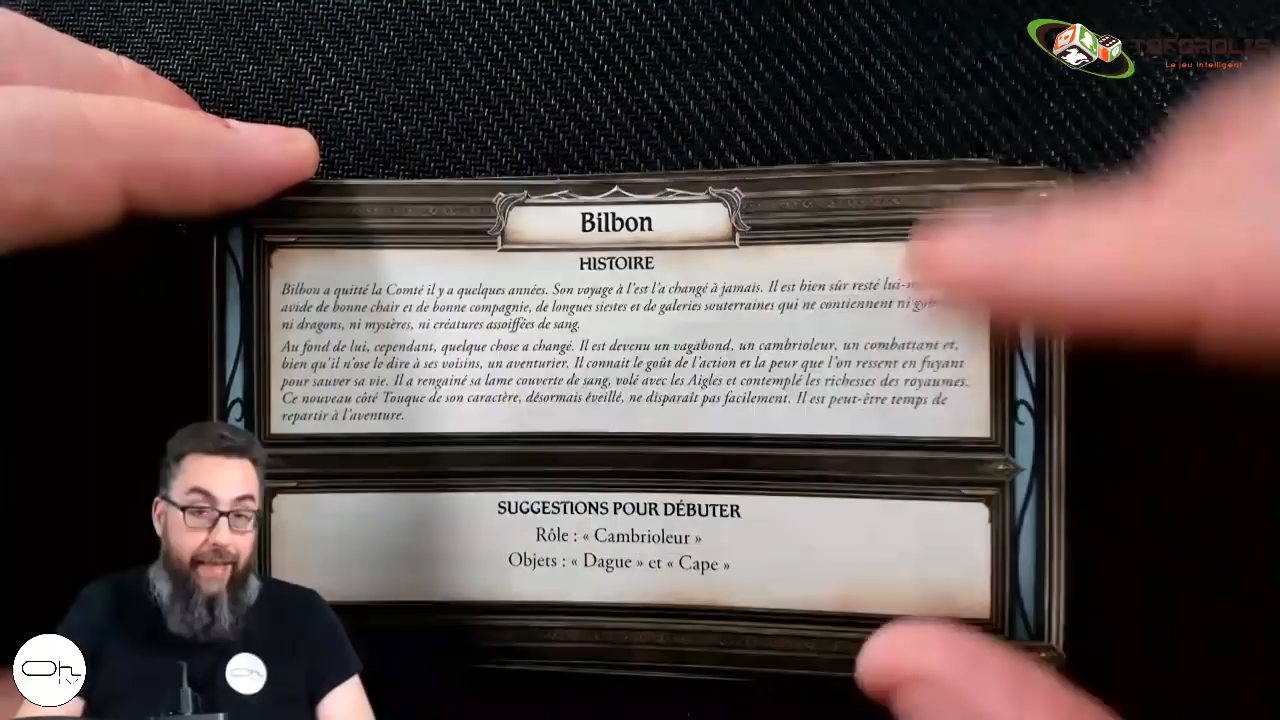 TOKOPOLIS
Le jeu intelligent
Bilbon
HISTOIRE
Bilbon a quitté la Comté il y a quelques années. Son voyage à l'est l'a changé à jamais. Il est bien sûr resté
avide de bonne chair et de bonne compagnie, de longues siestes et de galeries souterraines qui ne contiennent ni
ni dragons, ni mystères, ni créatures assoiffées de sang.
Au fond de lui, cependant, quelque chose a changé. Il est devenu un vagabond, un cambrioleur, un combattant et,
bien qu'il n'ose le dire à ses voisins, un aventurier. Il connait le goût de l'action et la peur que l'on ressent en fuyant
pour sauver sa vie. Il a rengainé sa lame couverte de sang, volé avec les Aigles et contemplé les richesses des royaumes.
Ce nouveau côté Touque de son caractère, désormais éveillé, ne disparaît pas facilement. Il est peut-être temps de
repartir à l'aventure.
SUGGESTIONS POUR DÉBUTER
Rôle : « Cambrioleur »
Objets : « Dague » et « Cape »
Oh